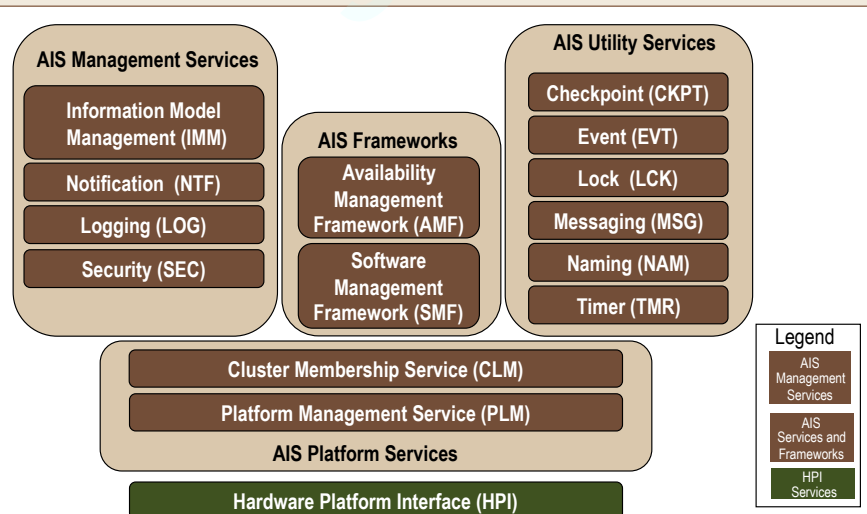 AIS Management Services
Information Model
Management (IMM)
Notification (NTF)
Logging (LOG)
Security (SEC)
AIS Frameworks
Availability
Management
Framework (AMF)
Software
Management
Framework (SMF)
AIS Utility Services
Checkpoint (CKPT)
Event (EVT)
Lock (LCK)
Messaging (MSG)
Naming (NAM)
Timer (TMR)
Cluster Membership Service (CLM)
Platform Management Service (PLM)
AIS Platform Services
Hardware Platform Interface (HPI)
Legend
AIS
Management
Services
AIS
Services and
Frameworks
HPI
Services